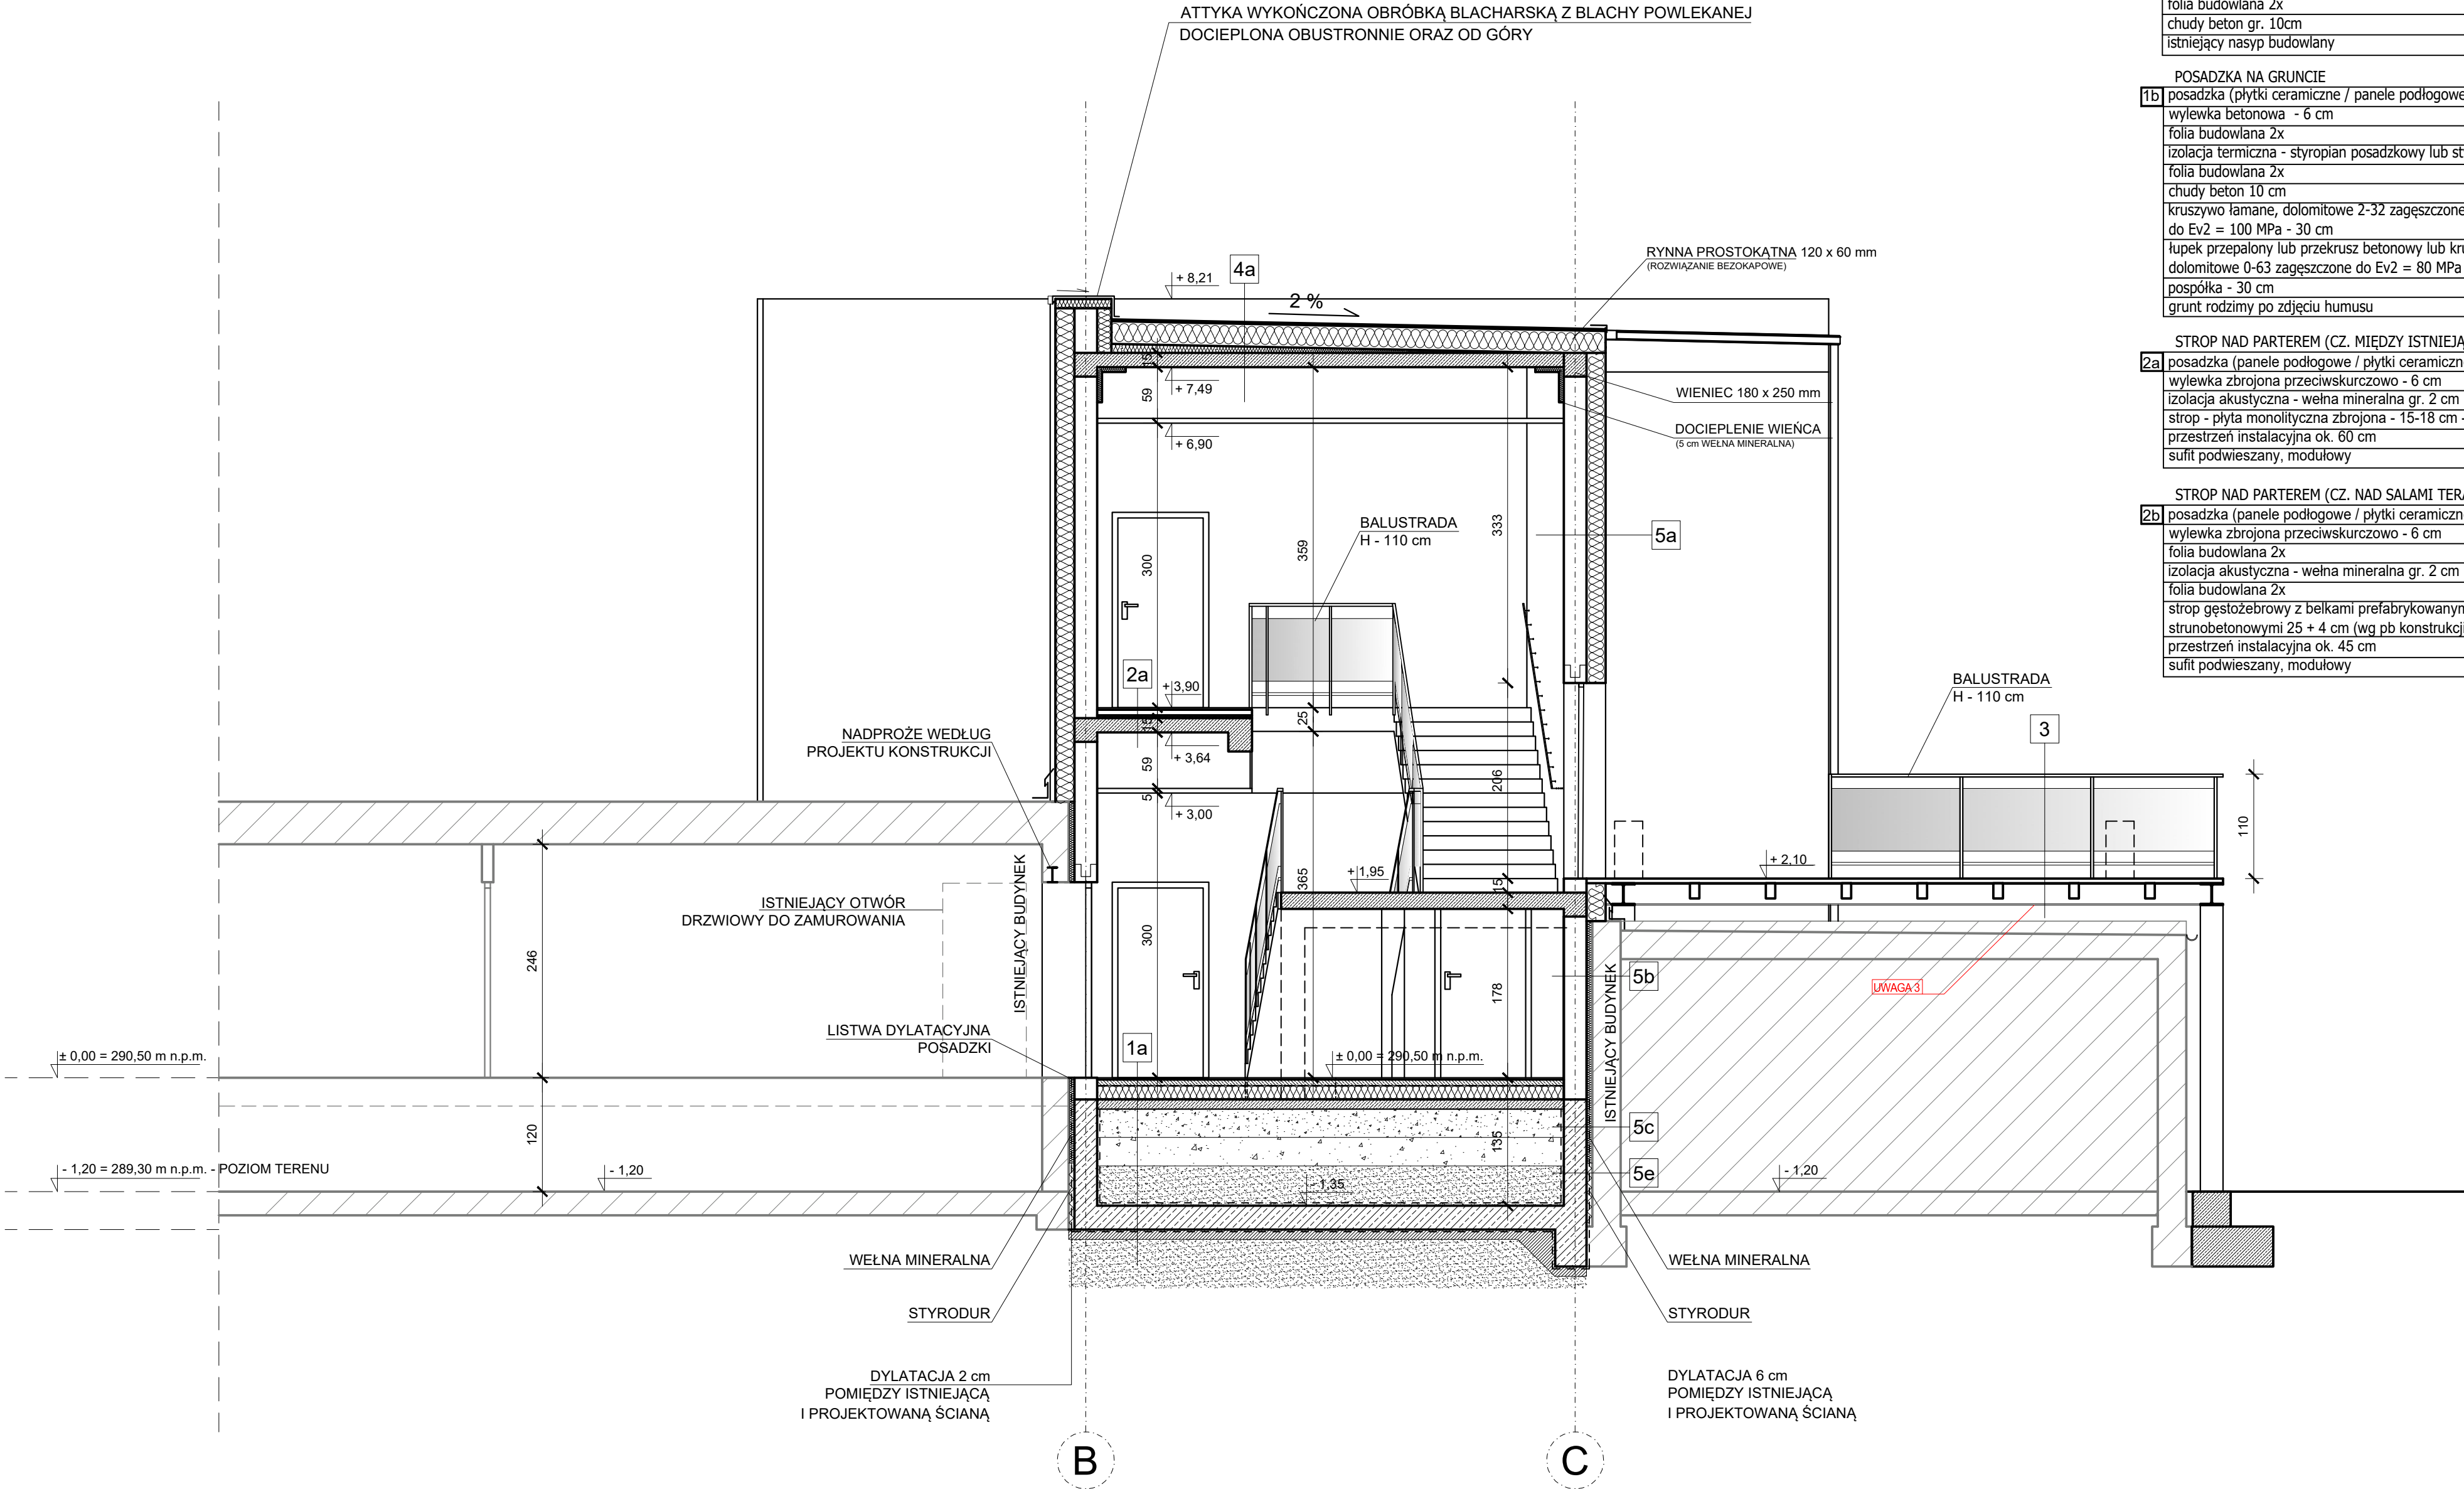 ATTYKA WYKOŃCZONA OBRÓBKĄ BLACHARSKĄ Z BLACHY POWLEKANEJ
DOCIEPLONA OBUSTRONNIE ORAZ OD GÓRY
folia budowlana 2x
chudy beton gr. 10cm
istniejący nasyp budowlany
POSADZKA NA GRUNCIE
1b posadzka (płytki ceramiczne / panele podłogowe
wylewka betonowa - 6 cm
folia budowlana 2x
izolacja termiczna - styropian posadzkowy lub st
folia budowlana 2x
chudy beton 10 cm
kruszywo łamane, dolomitowe 2-32 zagęszczone
do Ev2 = 100 MPa - 30 cm
łupek przepalony lub przekrusz betonowy lub kru
dolomitowe 0-63 zagęszczone do Ev2 = 80 MPa
pospółka - 30 cm
grunt rodzimy po zdjęciu humusu
STROP NAD PARTEREM (CZ. MIĘDZY ISTNIEJĄ
2a posadzka (panele podłogowe / płytki ceramiczn
wylewka zbrojona przeciwskurczowo - 6 cm
izolacja akustyczna - wełna mineralna gr. 2 cm
strop - płyta monolityczna zbrojona - 15-18 cm -
przestrzeń instalacyjna ok. 60 cm
sufit podwieszany, modułowy
STROP NAD PARTEREM (CZ. NAD SALAMI TERA
2b posadzka (panele podłogowe / płytki ceramiczn
wylewka zbrojona przeciwskurczowo - 6 cm
folia budowlana 2x
izolacja akustyczna - wełna mineralna gr. 2 cm
folia budowlana 2x
strop gęstożebrowy z belkami prefabrykowanym
strunobetonowymi 25 + 4 cm (wg pb konstrukcji
przestrzeń instalacyjna ok. 45 cm
sufit podwieszany, modułowy
RYNNA PROSTOKĄTNA 120 x 60 mm
(ROZWIĄZANIE BEZOKAPOWE)
+ 8,21
4a
2 %
15
+ 7,49
59
+ 6,90
WIENIEC 180 x 250 mm
DOCIEPLENIE WIEŃCA
(5 cm WEŁNA MINERALNA)
BALUSTRADA
H - 110 cm
300
359
333
5a
2a
+ 3,90
15
25
NADPROŻE WEDŁUG
PROJEKTU KONSTRUKCJI
+ 3,64
59
5
+ 3,00
206
BALUSTRADA
H - 110 cm
3
110
+ 2,10
+ 1,95
365
15
ISTNIEJĄCY OTWÓR
DRZWIOWY DO ZAMUROWANIA
ISTNIEJĄCY BUDYNEK
246
300
178
5b
ISTNIEJĄCY BUDYNEK
UWAGA 3
LISTWA DYLATACYJNA
POSADZKI
1a
± 0,00 = 290,50 m n.p.m.
± 0,00 = 290,50 m n.p.m.
120
135
5c
5e
- 1,20 = 289,30 m n.p.m. - POZIOM TERENU
- 1,20
- 1,35
- 1,20
WEŁNA MINERALNA
WEŁNA MINERALNA
STYRODUR
STYRODUR
DYLATACJA 2 cm
POMIĘDZY ISTNIEJĄCĄ
I PROJEKTOWANĄ ŚCIANĄ
DYLATACJA 6 cm
POMIĘDZY ISTNIEJĄCĄ
I PROJEKTOWANĄ ŚCIANĄ
B
C